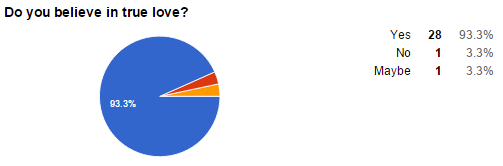 Do you believe in true love?
Yes 28 93.3%
No 1 3.3%
Maybe 1 3.3%
93.3%